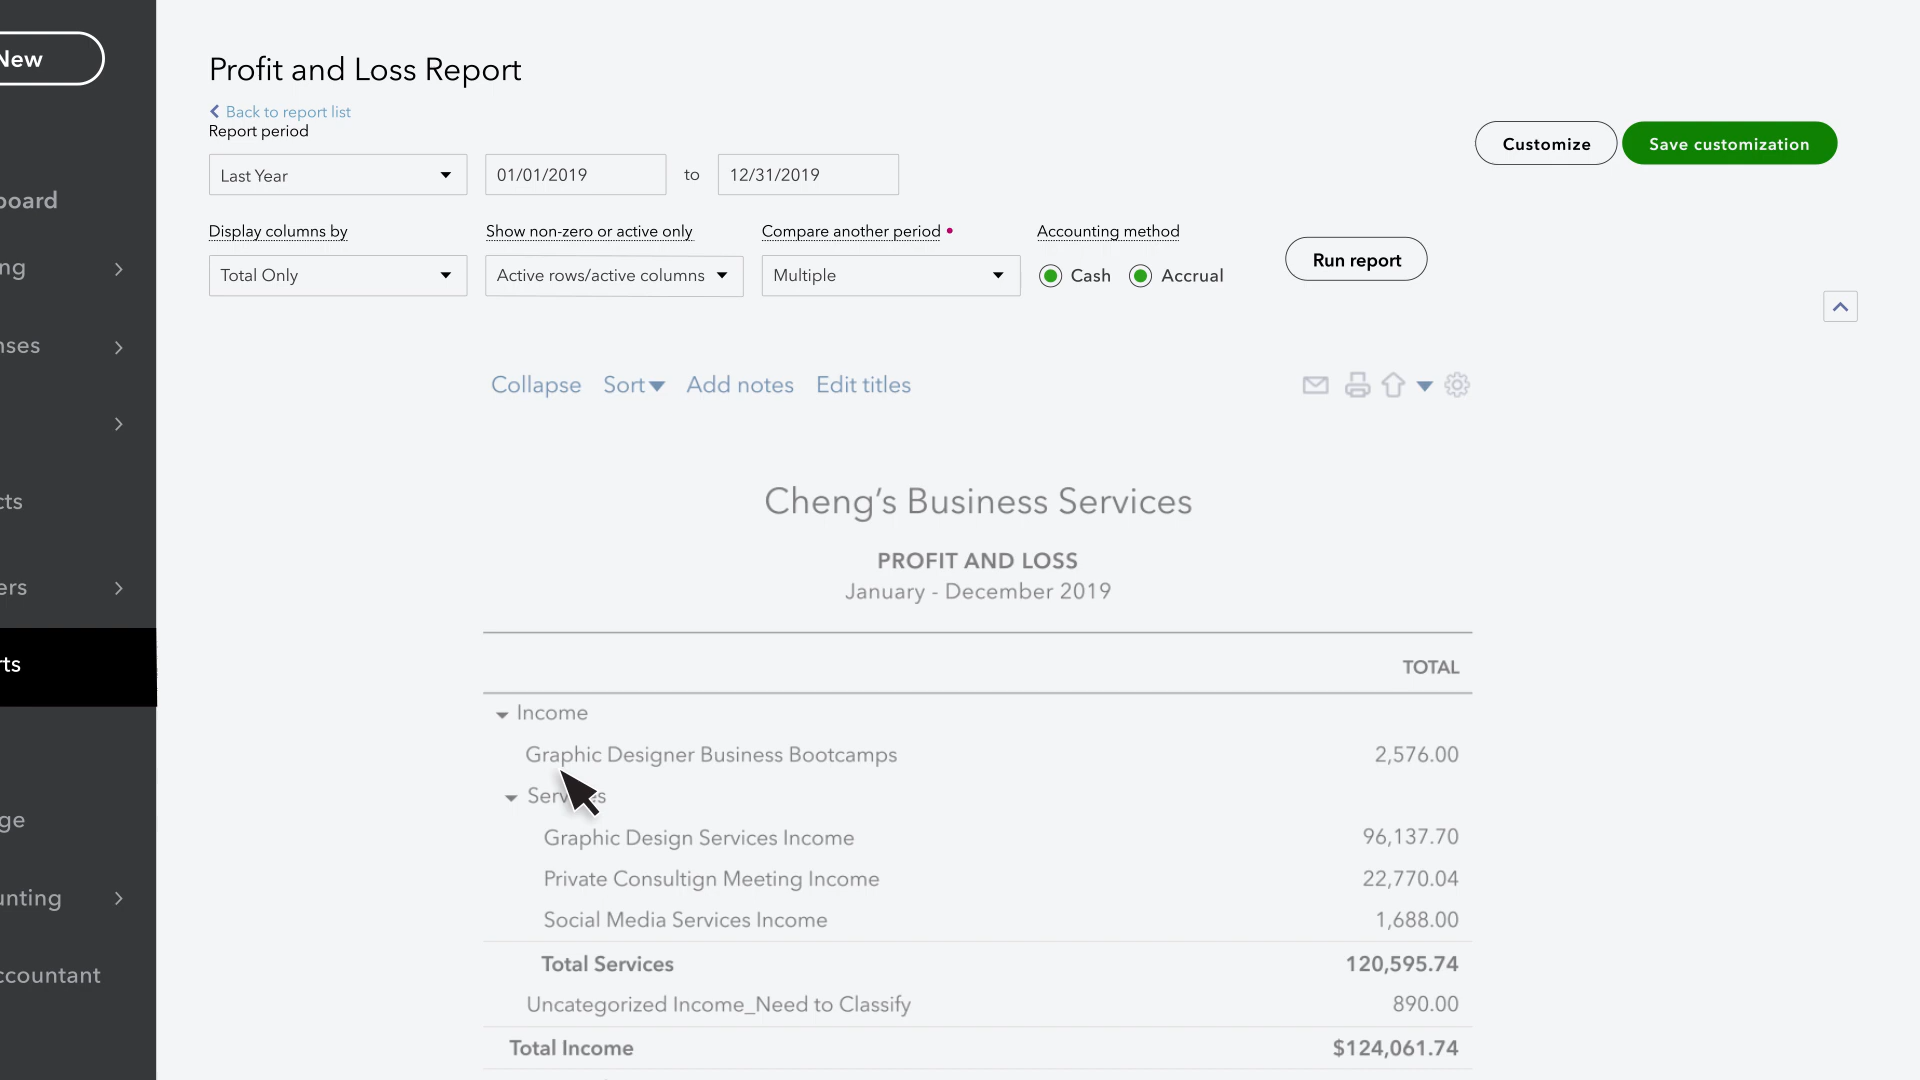 New
board
ng
nses
cts
ers
rts
ge
unting
ccountant
Profit and Loss Report
Back to report list
Report period
Last Year 01/01/2019 to 12/31/2019
Customize Save customization
Display columns by Show non-zero or active only Compare another period Accounting method
Total Only Active rows/active columns Multiple Cash Accrual Run report
Collapse Sort Add notes Edit titles
Cheng's Business Services
PROFIT AND LOSS
January - December 2019
TOTAL
Income
Graphic Designer Business Bootcamps 2,576.00
Services
Graphic Design Services Income 96,137.70
Private Consultign Meeting Income 22,770.04
Social Media Services Income 1,688.00
Total Services 120,595.74
Uncategorized Income_Need to Classify 890.00
Total Income $124,061.74